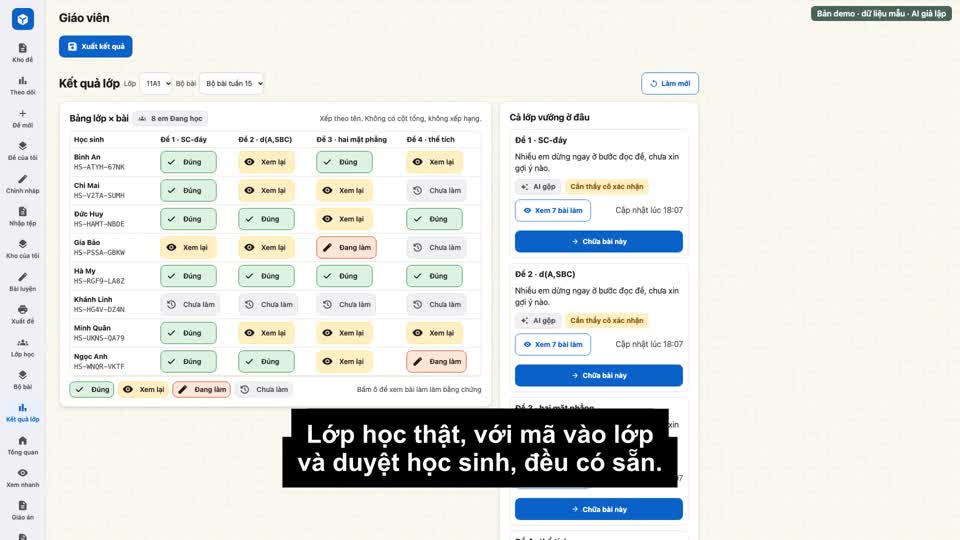 Giáo viên
Bản demo · dữ liệu mẫu · AI giả lập
Xuất kết quả
Kho đề
Theo dõi
Đề mới
Đề của tôi
Chỉnh nháp
Nhập tệp
Kho của tôi
Bài luyện
Xuất đề
Lớp học
Bộ bài
Kết quả lớp
Tổng quan
Xem nhanh
Giáo án
Kết quả lớp Lớp 11A1 Bộ bài Bộ bài tuần 15 Làm mới
Bảng lớp × bài 8 em Đang học Xếp theo tên. Không có cột tổng, không xếp hạng.
Học sinh Đề 1 · SC-đáy Đề 2 · d(A,SBC) Đề 3 · hai mặt phẳng Đề 4 · thể tích
Bình An
HS-ATYH-67NK Đúng Xem lại Đúng Xem lại
Chi Mai
HS-V2TA-SUMH Đúng Xem lại Xem lại Chưa làm
Đức Huy
HS-HAMT-NBDE Đúng Đúng Xem lại Đúng
Gia Bảo
HS-PSSA-GBKW Xem lại Xem lại Đang làm Chưa làm
Hà My
HS-RGF9-LA8Z Đúng Đúng Đúng Đúng
Khánh Linh
HS-HG4V-DZ4N Chưa làm Chưa làm Chưa làm Chưa làm
Minh Quân
HS-UKNS-QA79 Đúng Xem lại Xem lại Xem lại
Ngọc Anh
HS-WNQR-VKTF Đúng Đúng Xem lại Đang làm
Đúng Xem lại Đang làm Chưa làm Bấm ô để xem bài làm làm bằng chứng
Cả lớp vướng ở đâu
Đề 1 · SC-đáy
Nhiều em dừng ngay ở bước đọc đề, chưa xin
gợi ý nào.
AI gộp Cần thầy cô xác nhận
Xem 7 bài làm Cập nhật lúc 18:07
Chữa bài này
Đề 2 · d(A,SBC)
Nhiều em dừng ngay ở bước đọc đề, chưa xin
gợi ý nào.
AI gộp Cần thầy cô xác nhận
Xem 7 bài làm Cập nhật lúc 18:07
Chữa bài này
Đề 3 · hai mặt phẳng
Chữa bài này
Lớp học thật, với mã vào lớp
và duyệt học sinh, đều có sẵn.